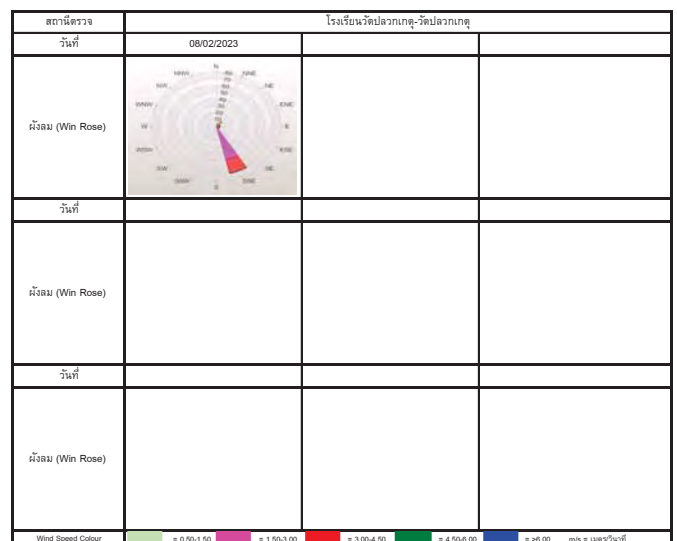 สถานีตรวจ โรงเรียนวัดปลวกเกตุ-วัดปลวกเกตุ
วันที่ 08/02/2023
N
NNW NNE
NW NE
WNW ENE
ผังลม (Win Rose) W E
WSW ESE
SW SE
SSW SSE
S
วันที่
ผังลม (Win Rose)
วันที่
ผังลม (Win Rose)
Wind Speed Colour = 0.50-1.50 = 1.50-3.00 = 3.00-4.50 = 4.50-6.00 = >6.00 m/s = เมตร/วินาที